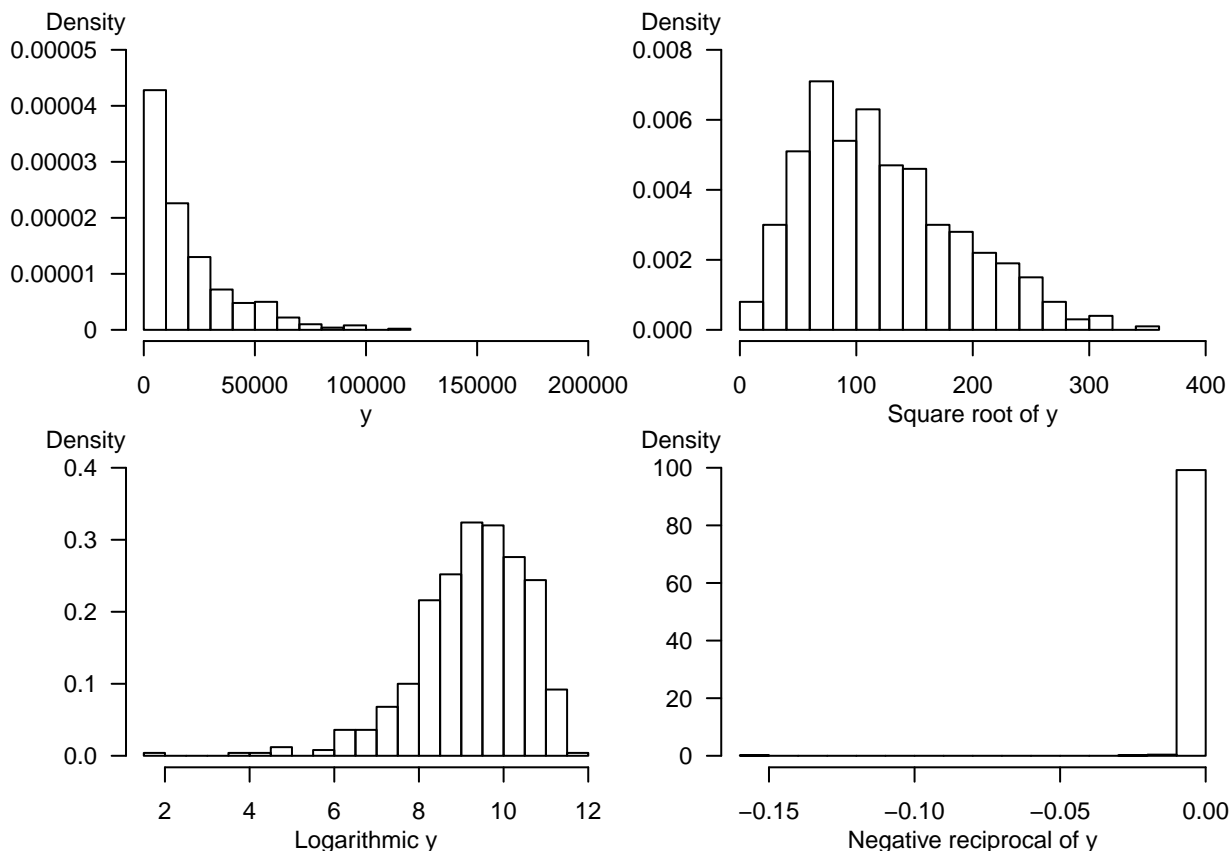 Density
0.00005
0.00004
0.00003
0.00002
0.00001
0
0 50000 100000 150000 200000
y
Density
0.008
0.006
0.004
0.002
0.000
0 100 200 300 400
Square root of y
Density
0.4
0.3
0.2
0.1
0.0
2 4 6 8 10 12
Logarithmic y
Density
100
80
60
40
20
0
−0.15 −0.10 −0.05 0.00
Negative reciprocal of y